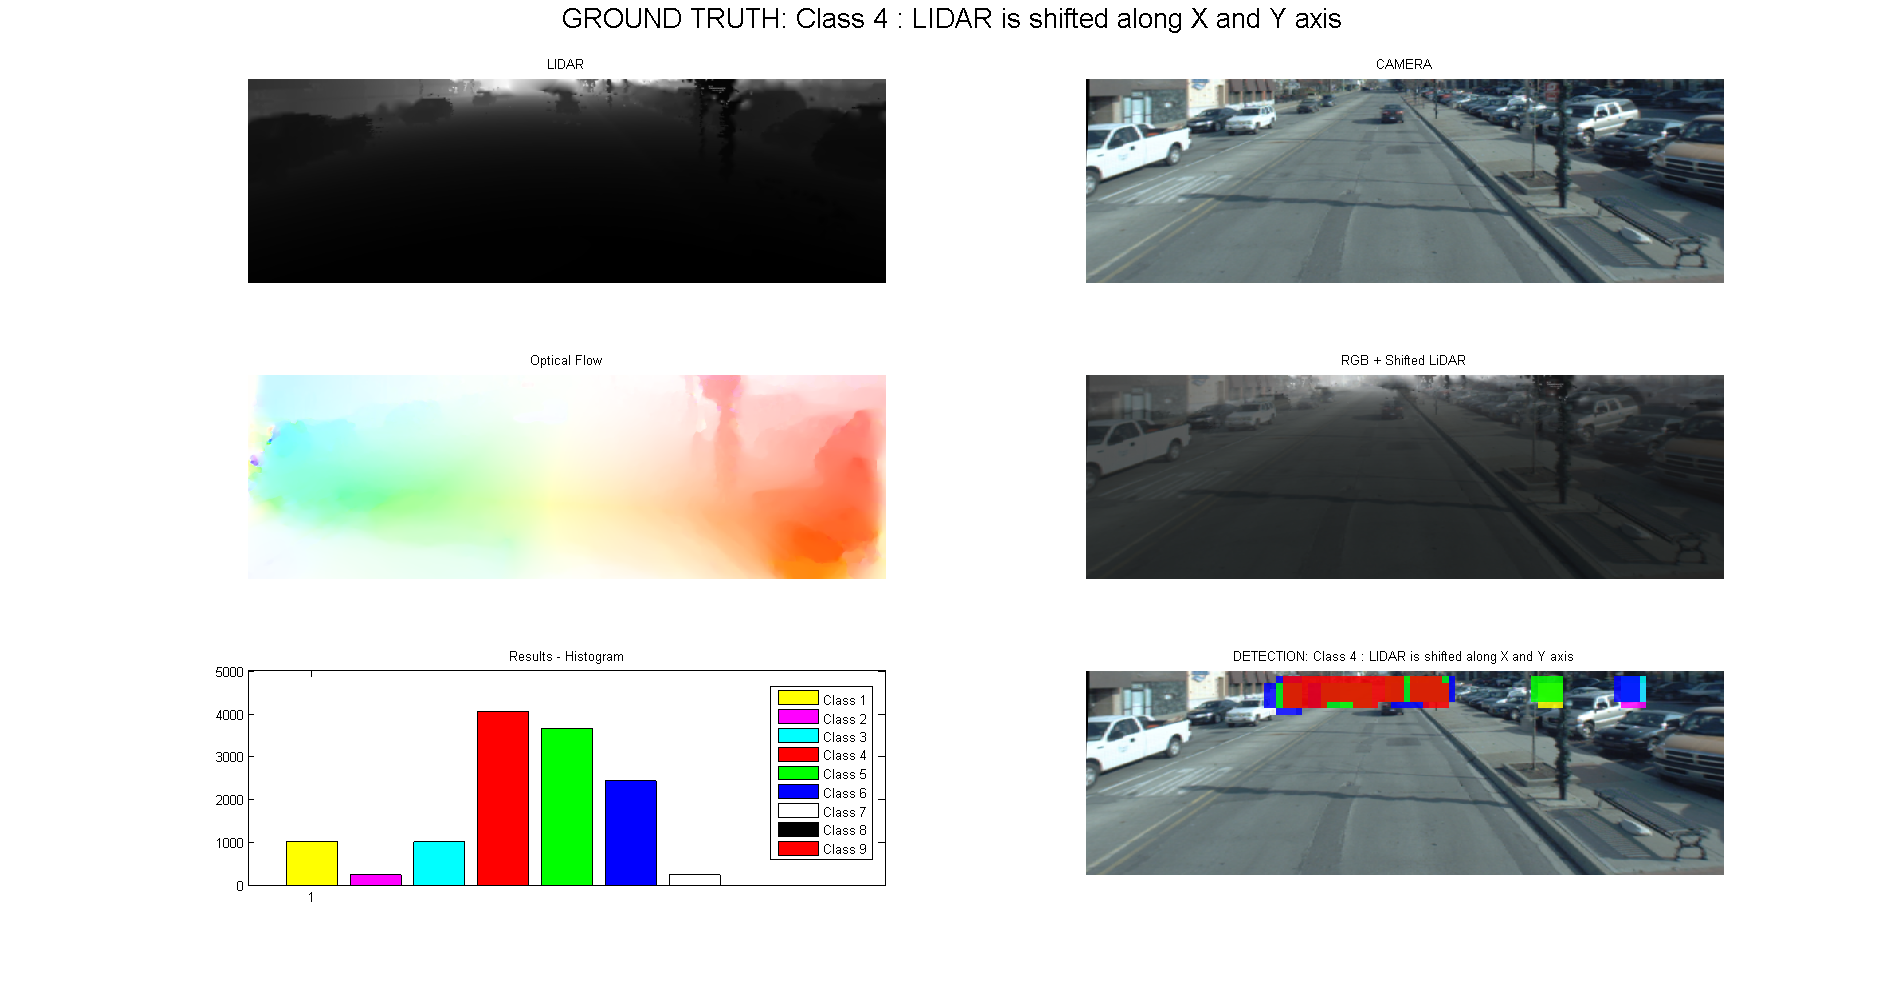 GROUND TRUTH: Class 4 : LIDAR is shifted along X and Y axis
LIDAR
CAMERA
Optical Flow
RGB + Shifted LiDAR
Results - Histogram
5000
4000
3000
2000
1000
0
1
Class 1
Class 2
Class 3
Class 4
Class 5
Class 6
Class 7
Class 8
Class 9
DETECTION: Class 4 : LIDAR is shifted along X and Y axis